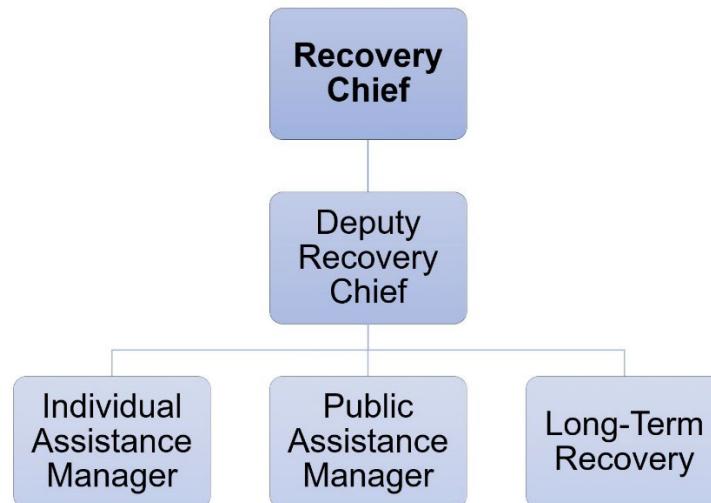 Recovery
Chief
Deputy
Recovery
Chief
Individual
Assistance
Manager
Public
Assistance
Manager
Long-Term
Recovery